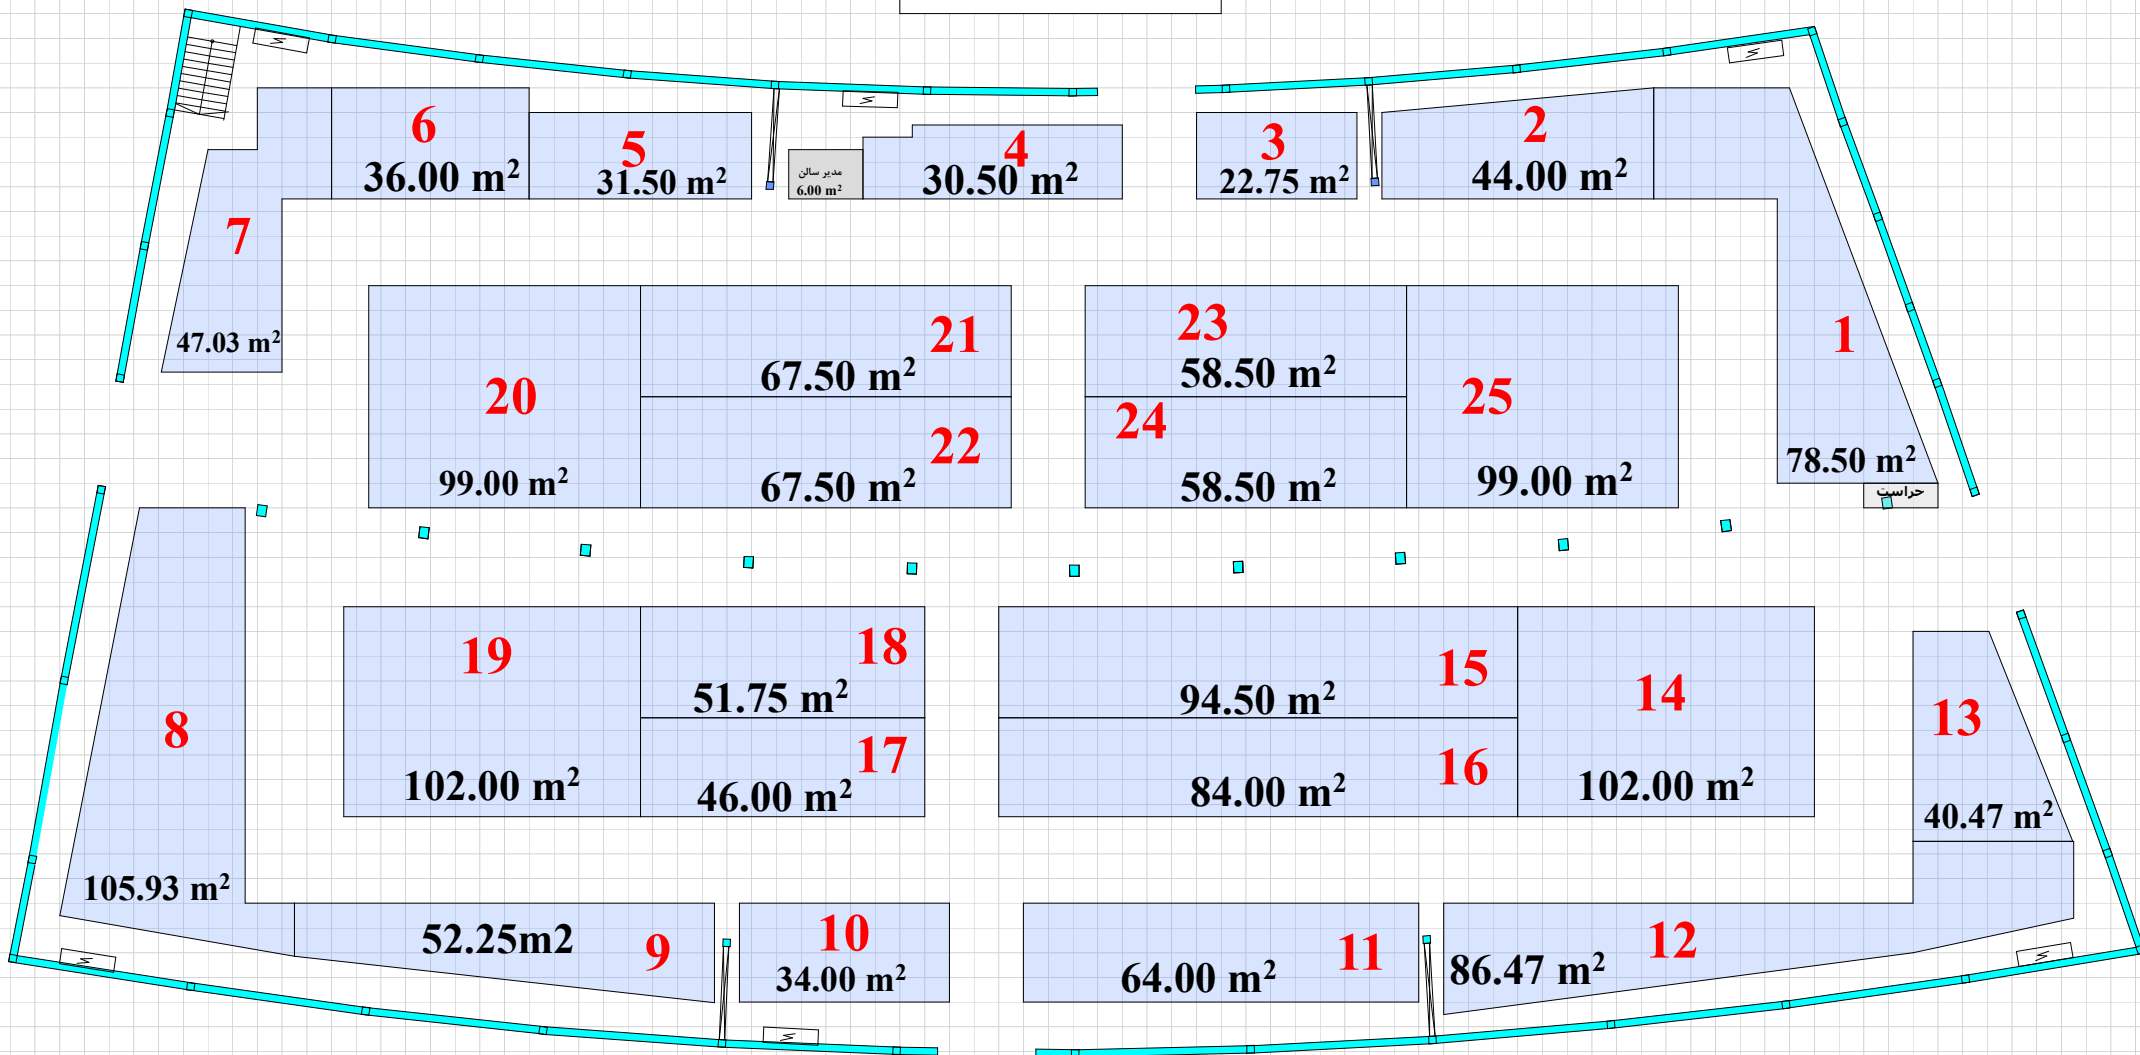 6
36.00 m²
5
31.50 m²
مدیر سالن
6.00 m²
4
30.50 m²
3
22.75 m²
2
44.00 m²
7
47.03 m²
1
78.50 m²
حراست
20
99.00 m²
21
67.50 m²
22
67.50 m²
23
58.50 m²
24
58.50 m²
25
99.00 m²
8
105.93 m²
19
102.00 m²
18
51.75 m²
17
46.00 m²
15
94.50 m²
16
84.00 m²
14
102.00 m²
13
40.47 m²
52.25m2
9
10
34.00 m²
11
64.00 m²
12
86.47 m²